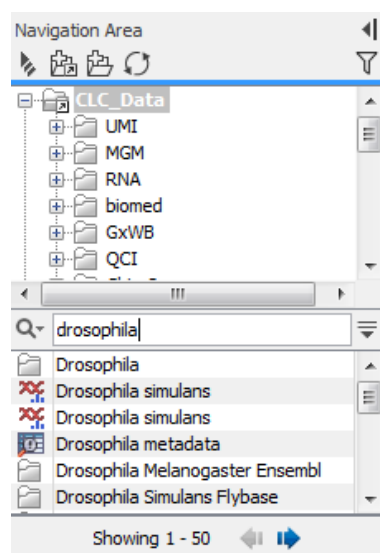 Navigation Area
CLC_Data
UMI
MGM
RNA
biomed
GxWB
QCI
drosophila
Drosophila
Drosophila simulans
Drosophila simulans
Drosophila metadata
Drosophila Melanogaster Ensembl
Drosophila Simulans Flybase
Showing 1 - 50